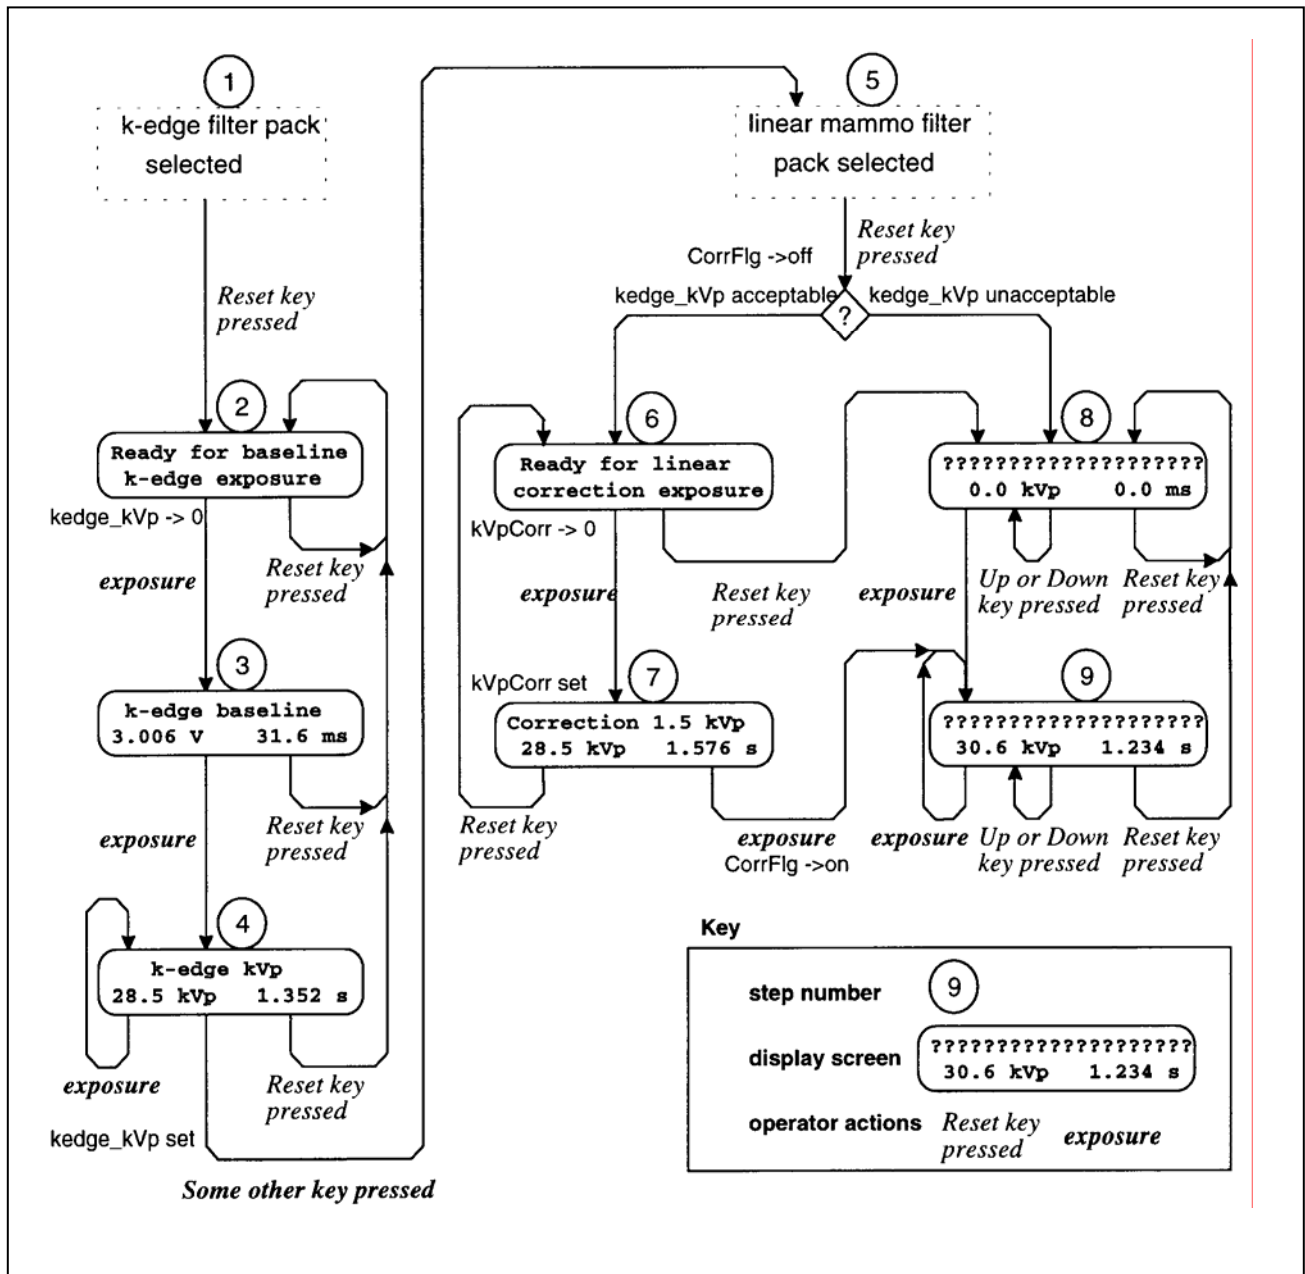 1
k-edge filter pack
selected
Reset key
pressed
2
Ready for baseline
k-edge exposure
kedge_kVp -> 0
exposure
Reset key
pressed
3
k-edge baseline
3.006 V 31.6 ms
exposure
Reset key
pressed
4
k-edge kVp
28.5 kVp 1.352 s
exposure
Reset key
pressed
kedge_kVp set
Some other key pressed
5
linear mammo filter
pack selected
Reset key
pressed
CorrFlg ->off
kedge_kVp acceptable
?
kedge_kVp unacceptable
6
Ready for linear
correction exposure
kVpCorr -> 0
exposure
Reset key
pressed
7
kVpCorr set
Correction 1.5 kVp
28.5 kVp 1.576 s
Reset key
pressed
exposure
CorrFlg ->on
8
????????????????????
0.0 kVp 0.0 ms
exposure
Up or Down
key pressed
Reset key
pressed
9
????????????????????
30.6 kVp 1.234 s
exposure
Up or Down
key pressed
Reset key
pressed
Key
step number
9
display screen
????????????????????
30.6 kVp 1.234 s
operator actions
Reset key
pressed
exposure